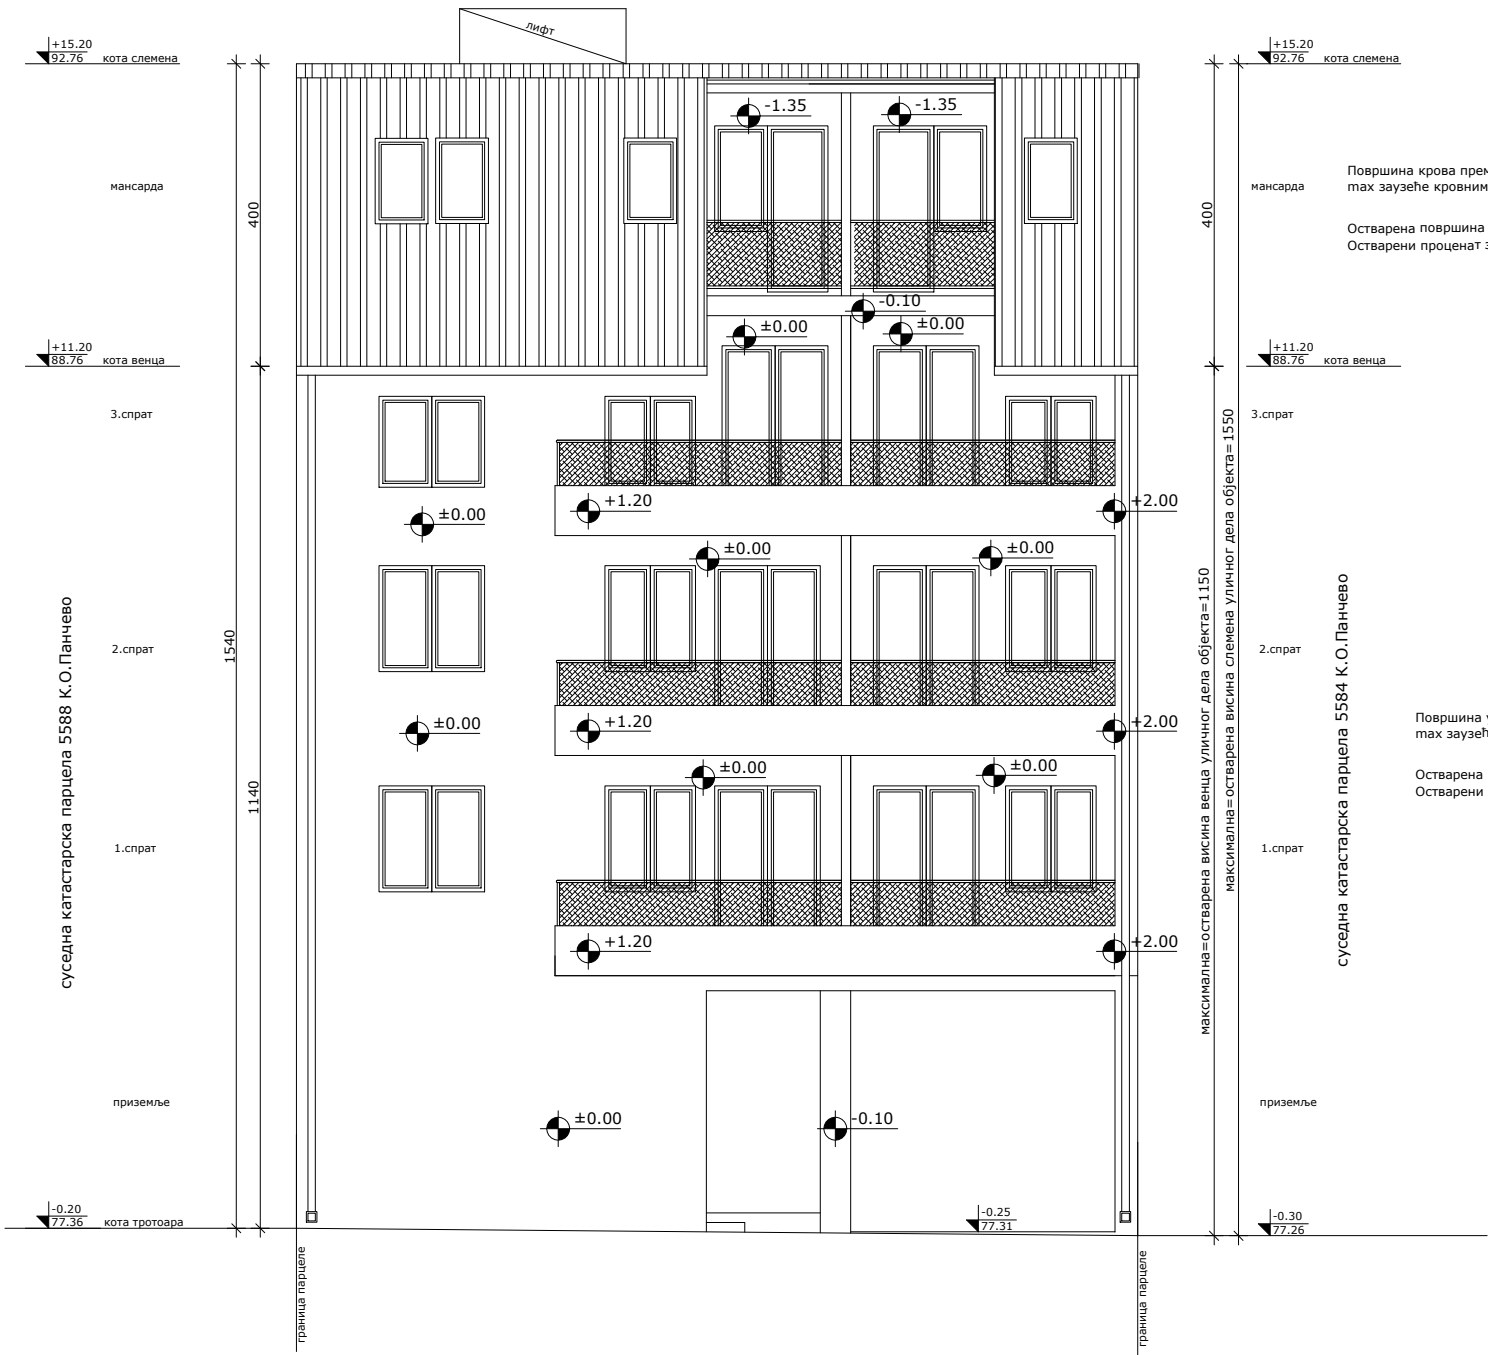 лифт
+15.20
92.76 кота слемена
+15.20
92.76 кота слемена
-1.35
-1.35
мансарда
400
400
мансарда
Површина крова
max заузеће кровним
Остварена површина
Остварени проценат
-0.10
±0.00
±0.00
+11.20
88.76 кота венца
+11.20
88.76 кота венца
3.спрат
3.спрат
+1.20
+2.00
±0.00
±0.00
±0.00
суседна катастарска парцела 5588 К.О.Панчево
2.спрат
1540
1140
максимална=остварена висина венца уличног дела објекта=1150
максимална=остварена висина слемена уличног дела објекта=1550
2.спрат
суседна катастарска парцела 5584 К.О.Панчево
±0.00
+1.20
+2.00
Површина
max
Остварена
Остварени
±0.00
±0.00
1.спрат
1.спрат
+1.20
+2.00
приземље
±0.00
-0.10
приземље
-0.20
77.36 кота тротоара
-0.25
77.31
-0.30
77.26
граница парцеле
граница парцеле